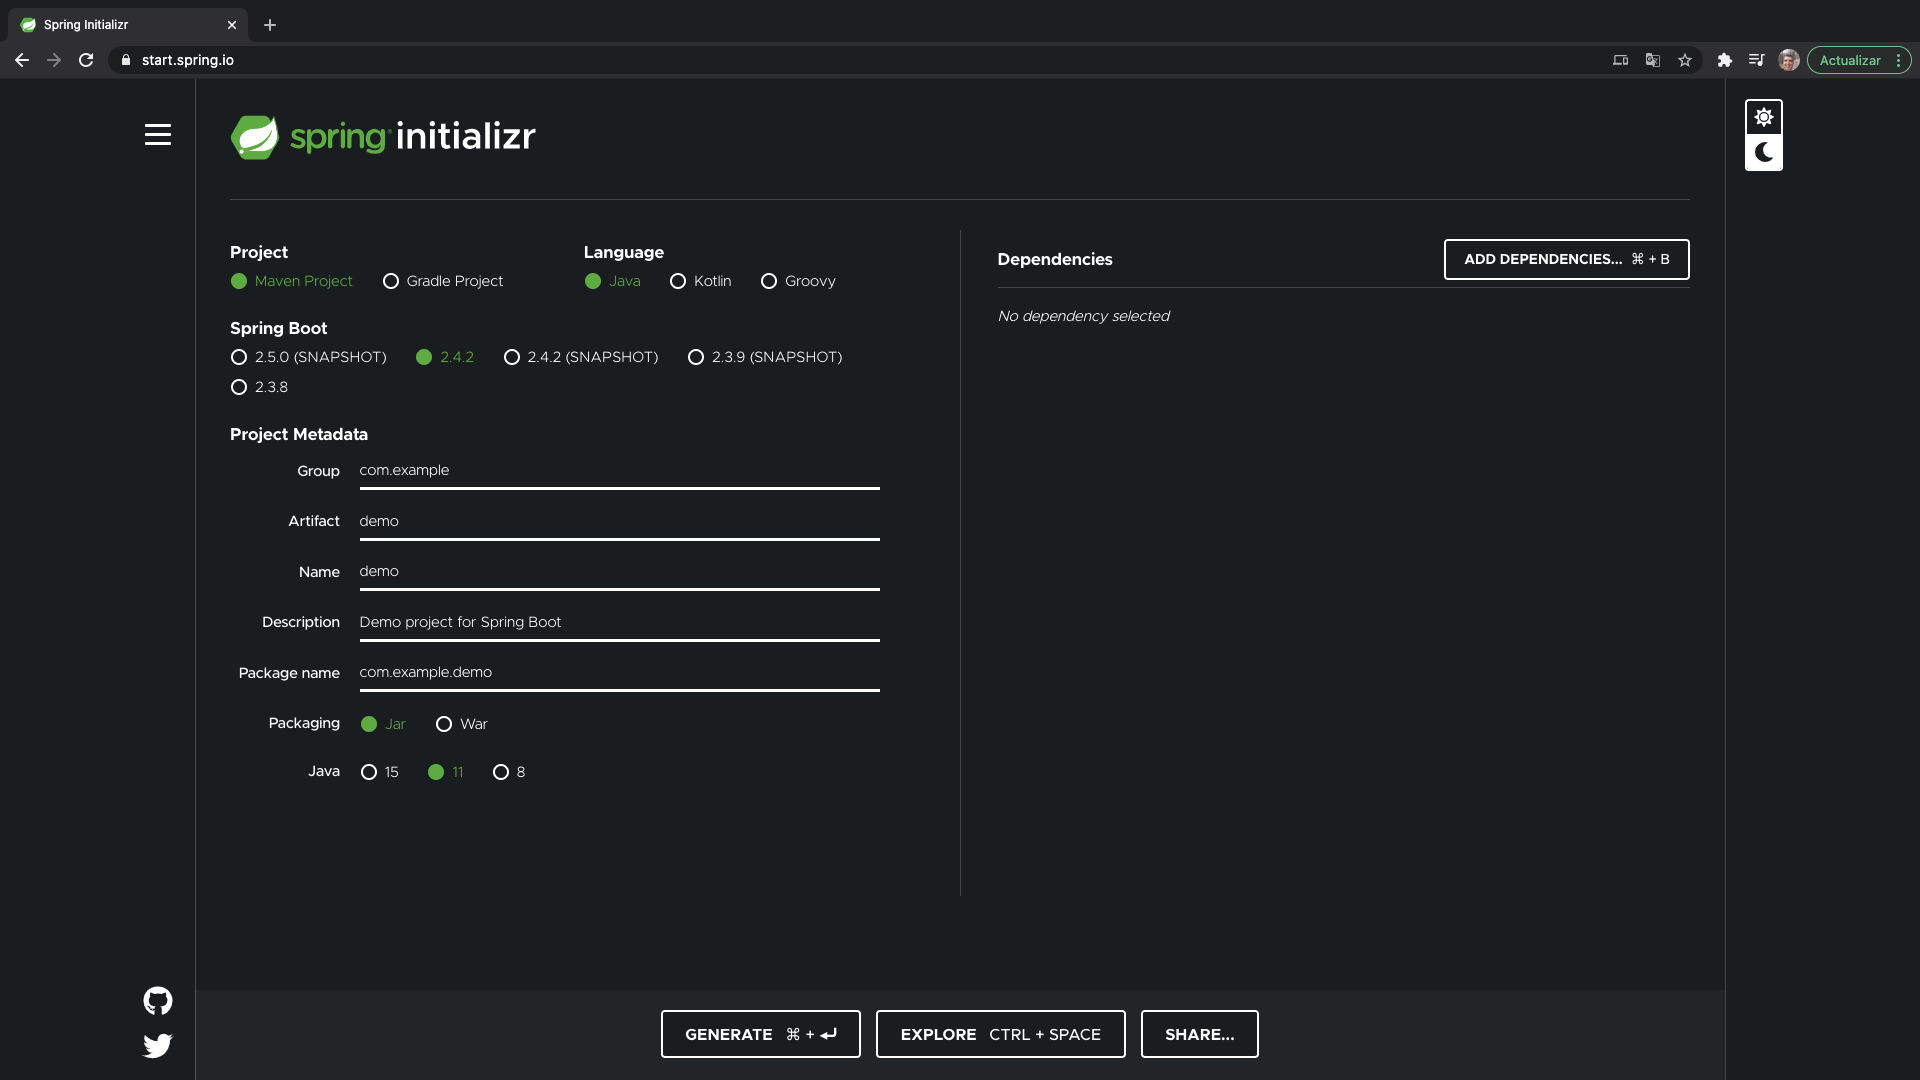 Spring Initializr
start.spring.io
Actualizar
spring initializr
Project
Maven Project Gradle Project
Language
Java Kotlin Groovy
Spring Boot
2.5.0 (SNAPSHOT) 2.4.2 2.4.2 (SNAPSHOT) 2.3.9 (SNAPSHOT)
2.3.8
Project Metadata
Group com.example
Artifact demo
Name demo
Description Demo project for Spring Boot
Package name com.example.demo
Packaging Jar War
Java 15 11 8
Dependencies
ADD DEPENDENCIES... ⌘ + B
No dependency selected
GENERATE ⌘ + ⏎
EXPLORE CTRL + SPACE
SHARE...